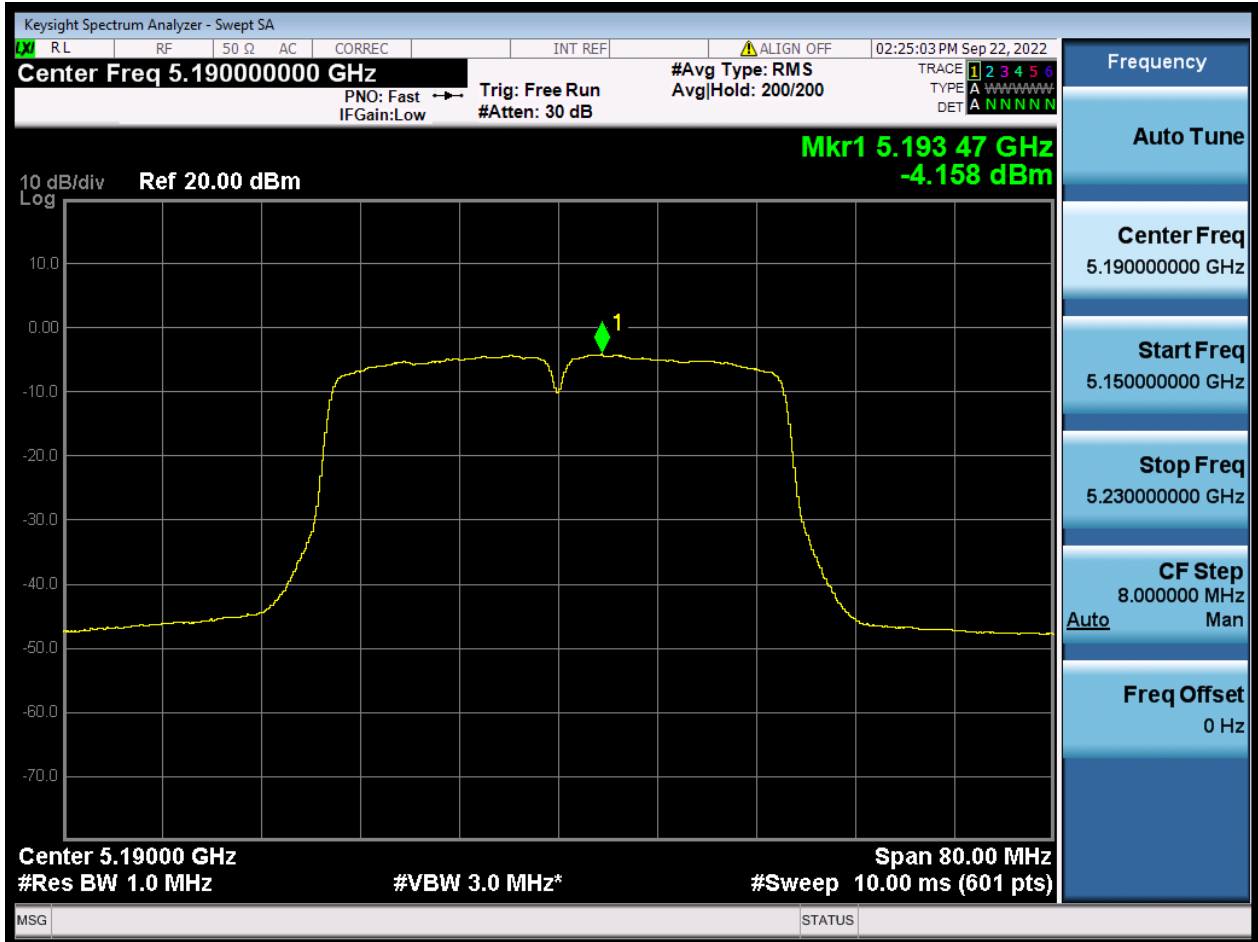 Keysight Spectrum Analyzer - Swept SA
LXI RL RF 50 Ω AC CORREC INT REF ALIGN OFF 02:25:03 PM Sep 22, 2022
Center Freq 5.190000000 GHz
PNO: Fast
IFGain:Low
Trig: Free Run
#Atten: 30 dB
#Avg Type: RMS
Avg|Hold: 200/200
TRACE 1 2 3 4 5 6
TYPE A WWWWW
DET A N N N N N
Mkr1 5.193 47 GHz
-4.158 dBm
10 dB/div Ref 20.00 dBm
Log
10.0
0.00
-10.0
-20.0
-30.0
-40.0
-50.0
-60.0
-70.0
1
Center 5.19000 GHz Span 80.00 MHz
#Res BW 1.0 MHz #VBW 3.0 MHz* #Sweep 10.00 ms (601 pts)
MSG STATUS
Frequency
Auto Tune
Center Freq
5.190000000 GHz
Start Freq
5.150000000 GHz
Stop Freq
5.230000000 GHz
CF Step
8.000000 MHz
Auto Man
Freq Offset
0 Hz